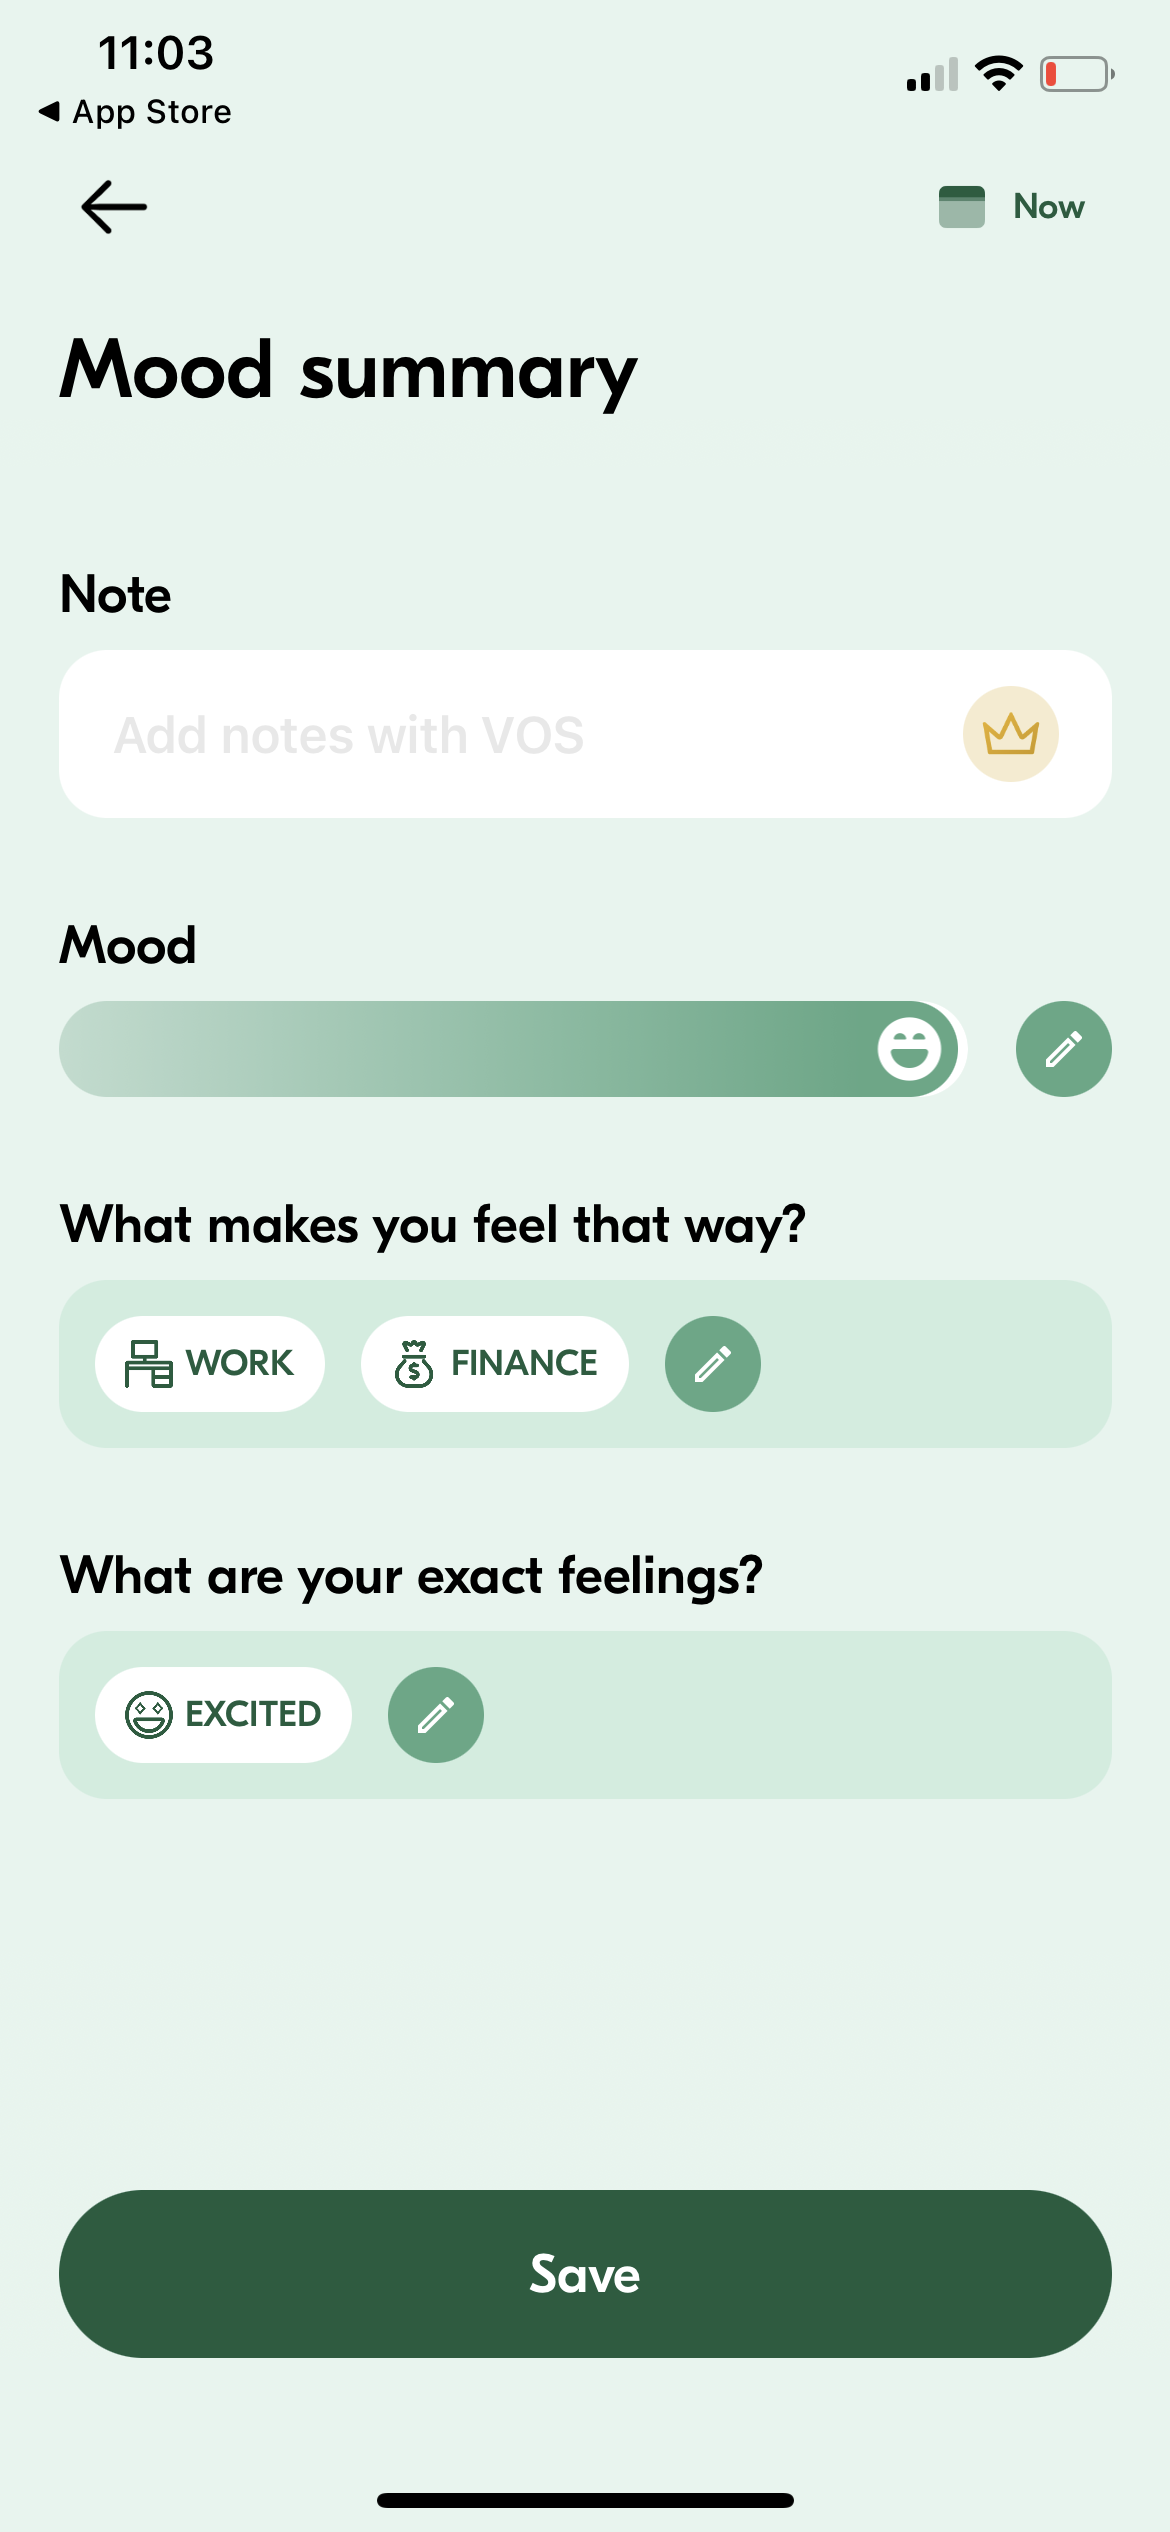 11:03
◀ App Store
Now
Mood summary
Note
Add notes with VOS
Mood
What makes you feel that way?
WORK
FINANCE
What are your exact feelings?
EXCITED
Save